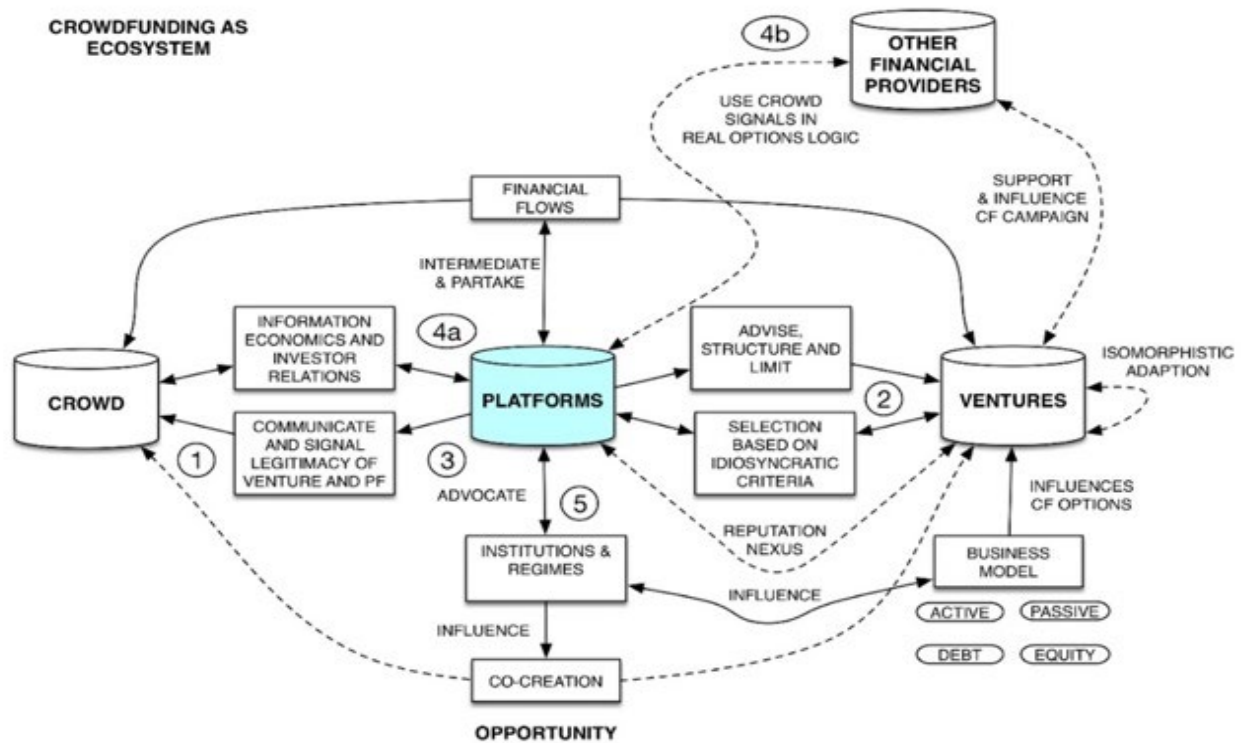 CROWDFUNDING AS
ECOSYSTEM
4b
OTHER
FINANCIAL
PROVIDERS
USE CROWD
SIGNALS IN
REAL OPTIONS LOGIC
SUPPORT
& INFLUENCE
CF CAMPAIGN
FINANCIAL
FLOWS
INTERMEDIATE
& PARTAKE
INFORMATION
ECONOMICS AND
INVESTOR
RELATIONS
4a
ADVISE,
STRUCTURE AND
LIMIT
ISOMORPHISTIC
ADAPTION
CROWD
PLATFORMS
2
VENTURES
1
COMMUNICATE
AND SIGNAL
LEGITIMACY OF
VENTURE AND PF
3
SELECTION
BASED ON
IDIOSYNCRATIC
CRITERIA
ADVOCATE
5
REPUTATION
NEXUS
INFLUENCES
CF OPTIONS
INSTITUTIONS &
REGIMES
BUSINESS
MODEL
INFLUENCE
INFLUENCE
ACTIVE
PASSIVE
DEBT
EQUITY
CO-CREATION
OPPORTUNITY